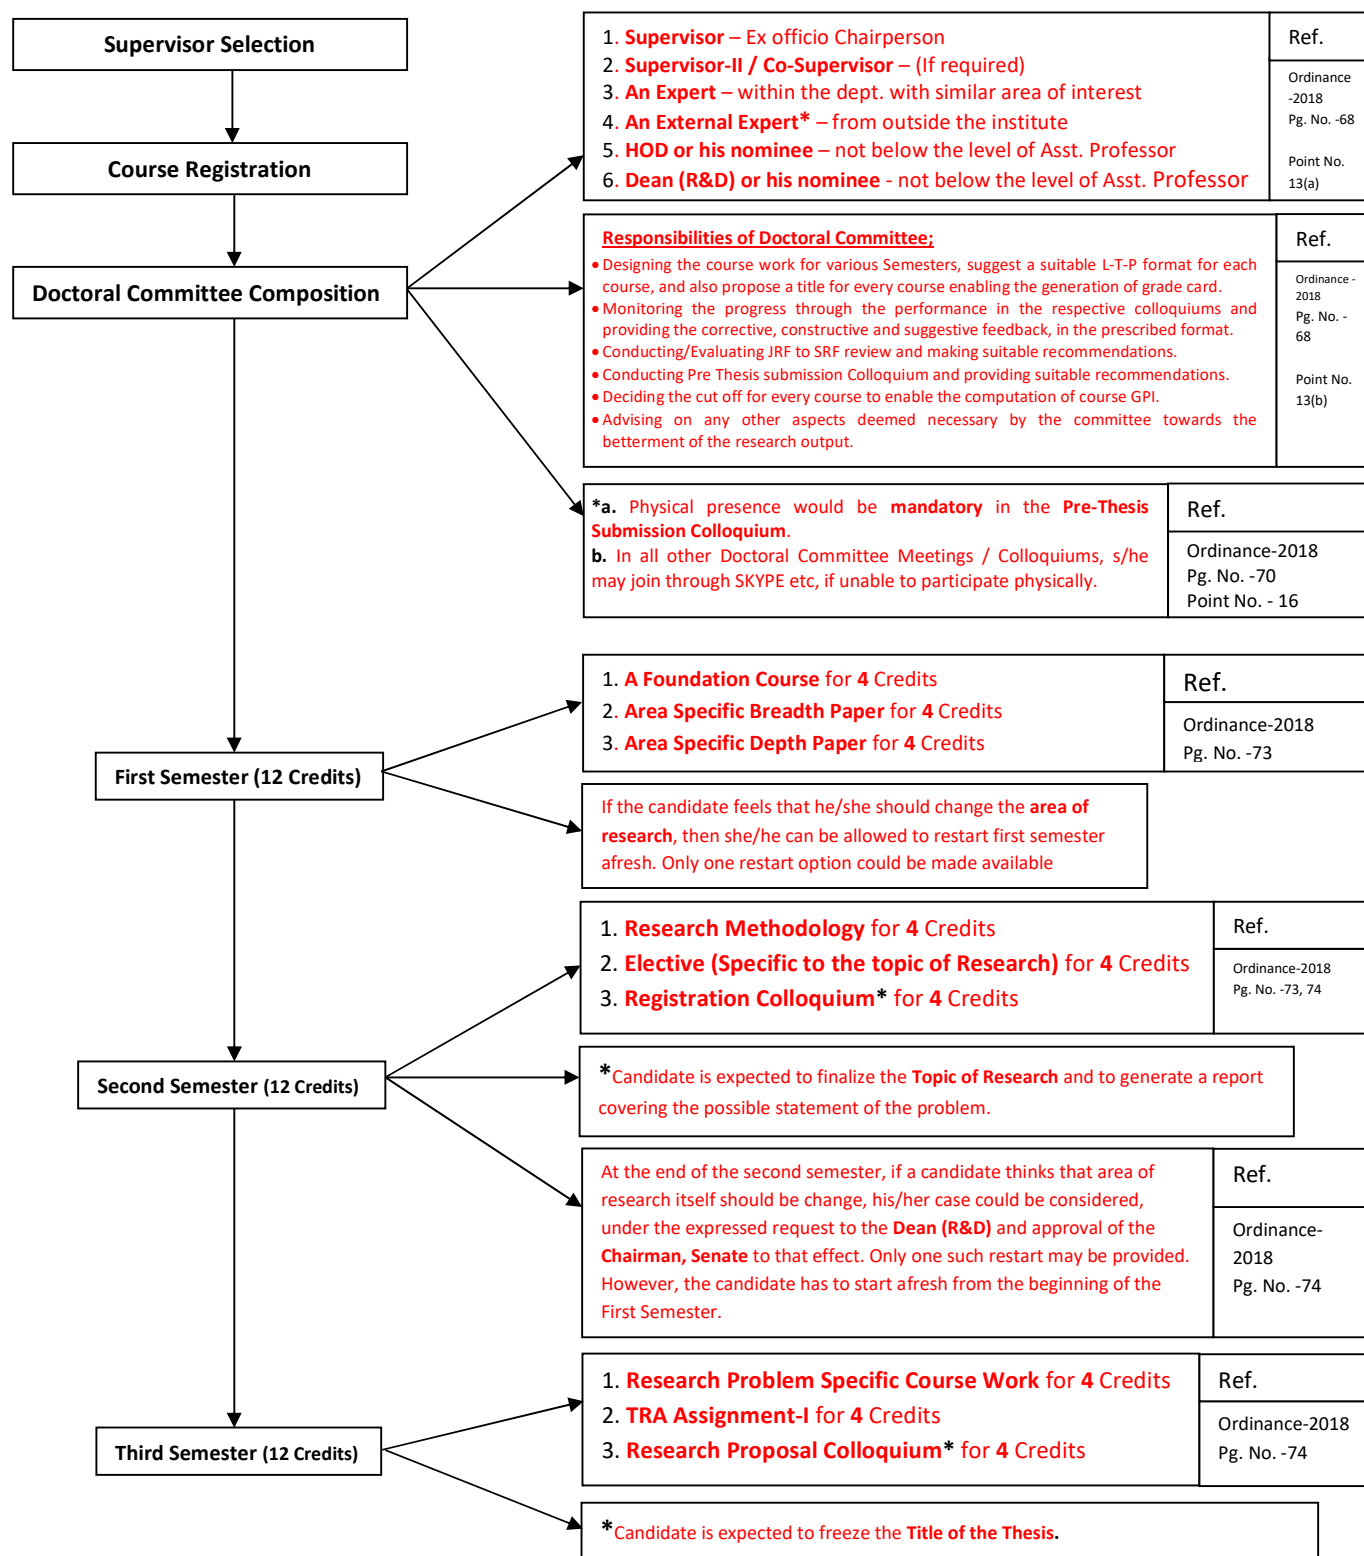 Supervisor Selection
1. Supervisor – Ex officio Chairperson
2. Supervisor-II / Co-Supervisor – (If required)
3. An Expert – within the dept. with similar area of interest
4. An External Expert* – from outside the institute
5. HOD or his nominee – not below the level of Asst. Professor
6. Dean (R&D) or his nominee - not below the level of Asst. Professor
Ref.
Ordinance
-2018
Pg. No. -68
Point No.
13(a)
Course Registration
Doctoral Committee Composition
Responsibilities of Doctoral Committee;
• Designing the course work for various Semesters, suggest a suitable L-T-P format for each
course, and also propose a title for every course enabling the generation of grade card.
• Monitoring the progress through the performance in the respective colloquiums and
providing the corrective, constructive and suggestive feedback, in the prescribed format.
• Conducting/Evaluating JRF to SRF review and making suitable recommendations.
• Conducting Pre Thesis submission Colloquium and providing suitable recommendations.
• Deciding the cut off for every course to enable the computation of course GPI.
• Advising on any other aspects deemed necessary by the committee towards the
betterment of the research output.
Ref.
Ordinance -
2018
Pg. No. -
68
Point No.
13(b)
*a. Physical presence would be mandatory in the Pre-Thesis
Submission Colloquium.
b. In all other Doctoral Committee Meetings / Colloquiums, s/he
may join through SKYPE etc, if unable to participate physically.
Ref.
Ordinance-2018
Pg. No. -70
Point No. - 16
First Semester (12 Credits)
1. A Foundation Course for 4 Credits
2. Area Specific Breadth Paper for 4 Credits
3. Area Specific Depth Paper for 4 Credits
Ref.
Ordinance-2018
Pg. No. -73
If the candidate feels that he/she should change the area of
research, then she/he can be allowed to restart first semester
afresh. Only one restart option could be made available
Second Semester (12 Credits)
1. Research Methodology for 4 Credits
2. Elective (Specific to the topic of Research) for 4 Credits
3. Registration Colloquium* for 4 Credits
Ref.
Ordinance-2018
Pg. No. -73, 74
*Candidate is expected to finalize the Topic of Research and to generate a report
covering the possible statement of the problem.
At the end of the second semester, if a candidate thinks that area of
research itself should be change, his/her case could be considered,
under the expressed request to the Dean (R&D) and approval of the
Chairman, Senate to that effect. Only one such restart may be provided.
However, the candidate has to start afresh from the beginning of the
First Semester.
Ref.
Ordinance-
2018
Pg. No. -74
Third Semester (12 Credits)
1. Research Problem Specific Course Work for 4 Credits
2. TRA Assignment-I for 4 Credits
3. Research Proposal Colloquium* for 4 Credits
Ref.
Ordinance-2018
Pg. No. -74
*Candidate is expected to freeze the Title of the Thesis.